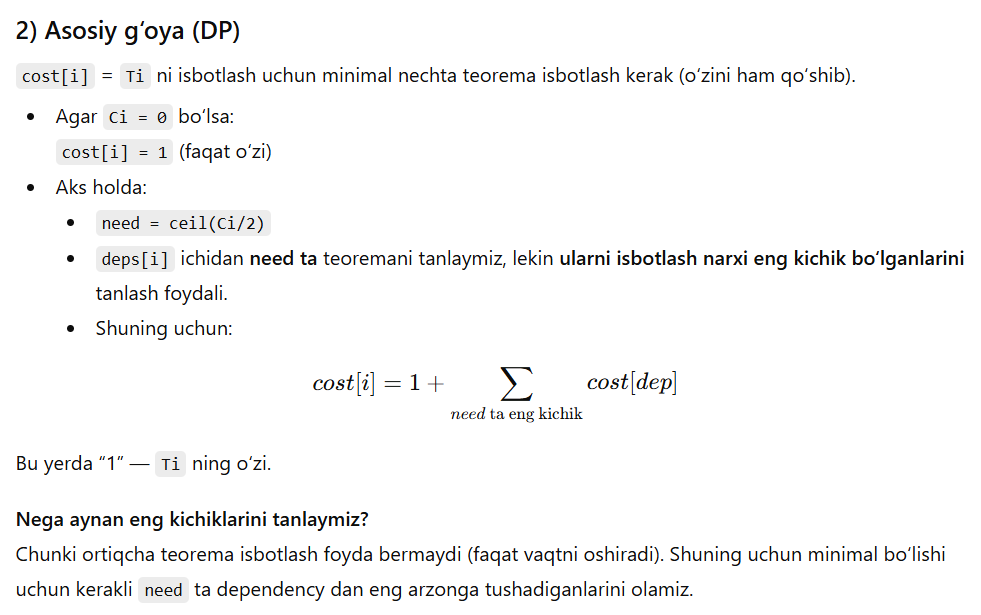 2) Asosiy g‘oya (DP)
cost[i] = Ti ni isbotlash uchun minimal nechta teorema isbotlash kerak (o‘zini ham qo‘shib).
• Agar Ci = 0 bo‘lsa:
cost[i] = 1 (faqat o‘zi)
• Aks holda:
• need = ceil(Ci/2)
• deps[i] ichidan need ta teoremani tanlaymiz, lekin ularni isbotlash narxi eng kichik bo‘lganlarini
tanlash foydali.
• Shuning uchun:
cost[i] = 1 + ∑ cost[dep]
need ta eng kichik
Bu yerda “1” — Ti ning o‘zi.
Nega aynan eng kichiklarini tanlaymiz?
Chunki ortiqcha teorema isbotlash foyda bermaydi (faqat vaqtni oshiradi). Shuning uchun minimal bo‘lishi
uchun kerakli need ta dependency dan eng arzonga tushadiganlarini olamiz.